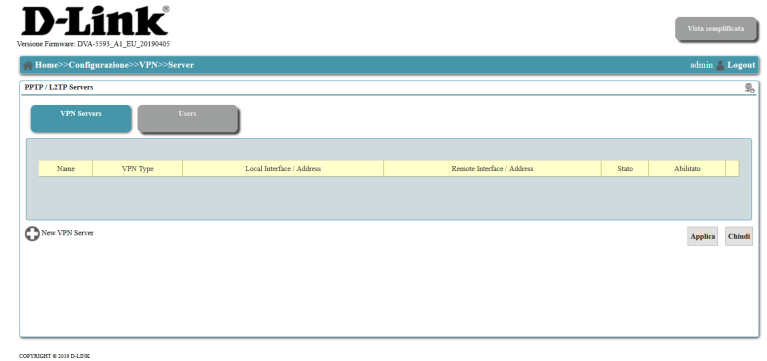 D-Link®
Versione Firmware: DVA-5593_A1_EU_20190405
Vista semplificata
Home>>Configurazione>>VPN>>Server
admin Logout
PPTP / L2TP Servers
VPN Servers Users
Name VPN Type Local Interface / Address Remote Interface / Address Stato Abilitato
New VPN Server
Applica Chiudi
COPYRIGHT © 2019 D-LINK